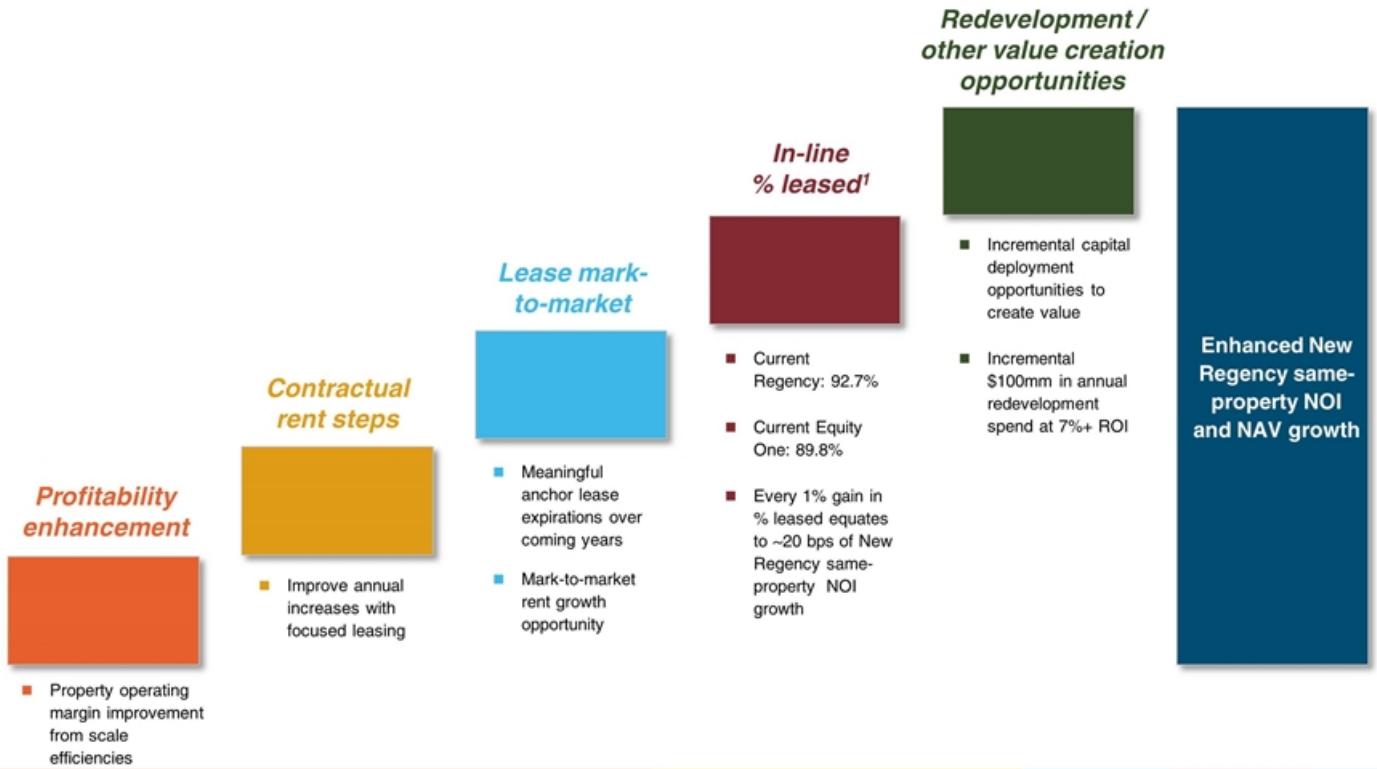 Redevelopment /
other value creation
opportunities
In-line
% leased¹
Incremental capital
deployment
opportunities to
create value
Incremental
$100mm in annual
redevelopment
spend at 7%+ ROI
Lease mark-
to-market
Current
Regency: 92.7%
Current Equity
One: 89.8%
Every 1% gain in
% leased equates
to ~20 bps of New
Regency same-
property NOI
growth
Enhanced New
Regency same-
property NOI
and NAV growth
Contractual
rent steps
Meaningful
anchor lease
expirations over
coming years
Mark-to-market
rent growth
opportunity
Profitability
enhancement
Improve annual
increases with
focused leasing
Property operating
margin improvement
from scale
efficiencies